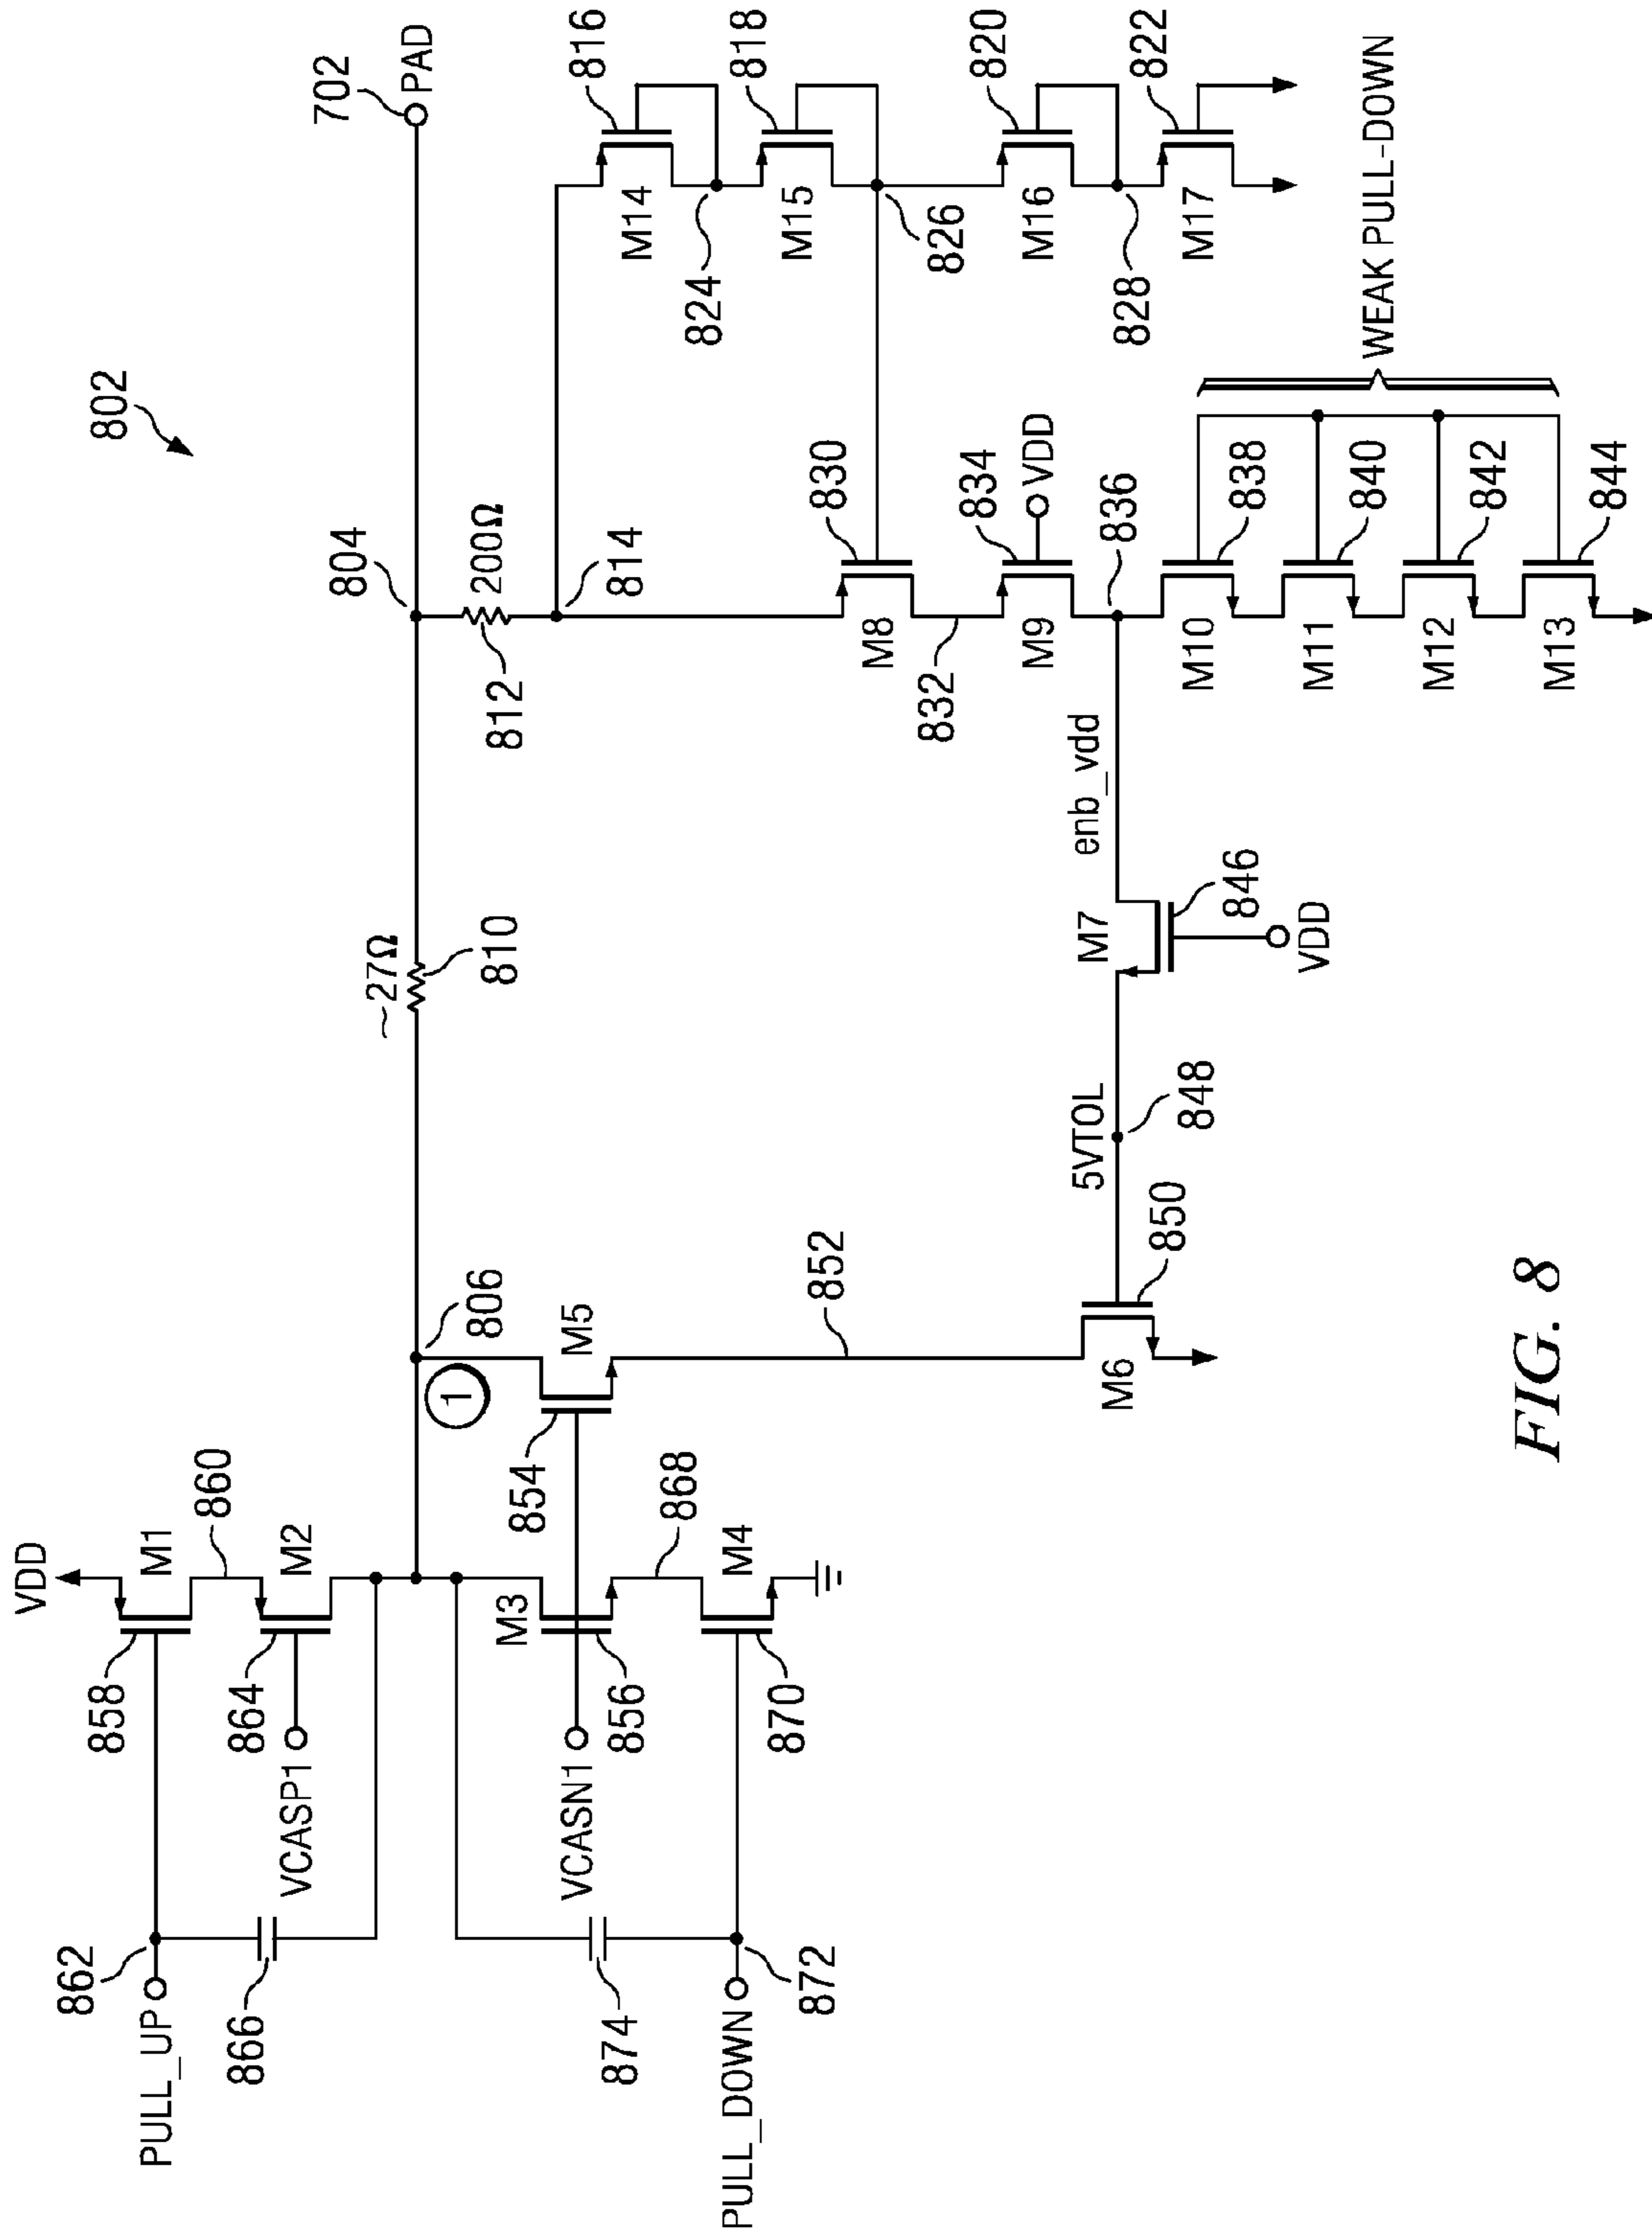 802
702
PAD
804
812
200Ω
814
816
M14
824
818
M15
826
820
M16
828
822
M17
830
M8
832
834
M9
VDD
836
enb_vdd
838
M10
840
M11
842
M12
844
M13
WEAK PULL-DOWN
~27Ω
810
M7
846
VDD
5VTOL
848
850
M6
852
806
1
M5
854
VDD
M1
858
860
M2
864
VCASP1
862
PULL_UP
866
M3
856
VCASN1
868
M4
870
874
872
PULL_DOWN
FIG. 8